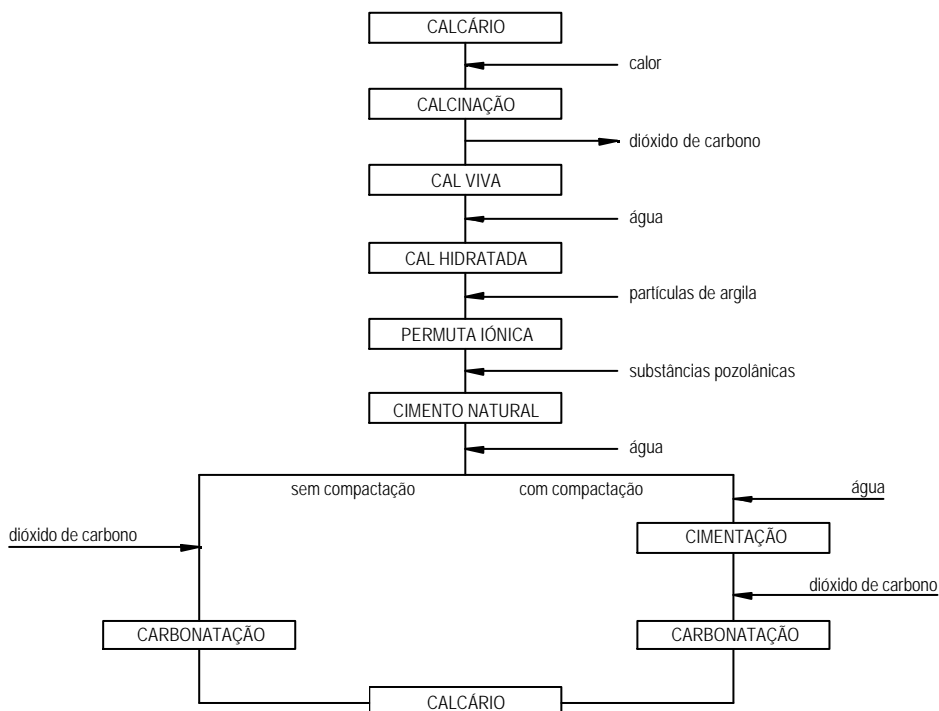 CALCÁRIO
calor
CALCINAÇÃO
dióxido de carbono
CAL VIVA
água
CAL HIDRATADA
partículas de argila
PERMUTA IÓNICA
substâncias pozolânicas
CIMENTO NATURAL
água
sem compactação
com compactação
água
dióxido de carbono
CIMENTAÇÃO
dióxido de carbono
CARBONATAÇÃO
CARBONATAÇÃO
CALCÁRIO